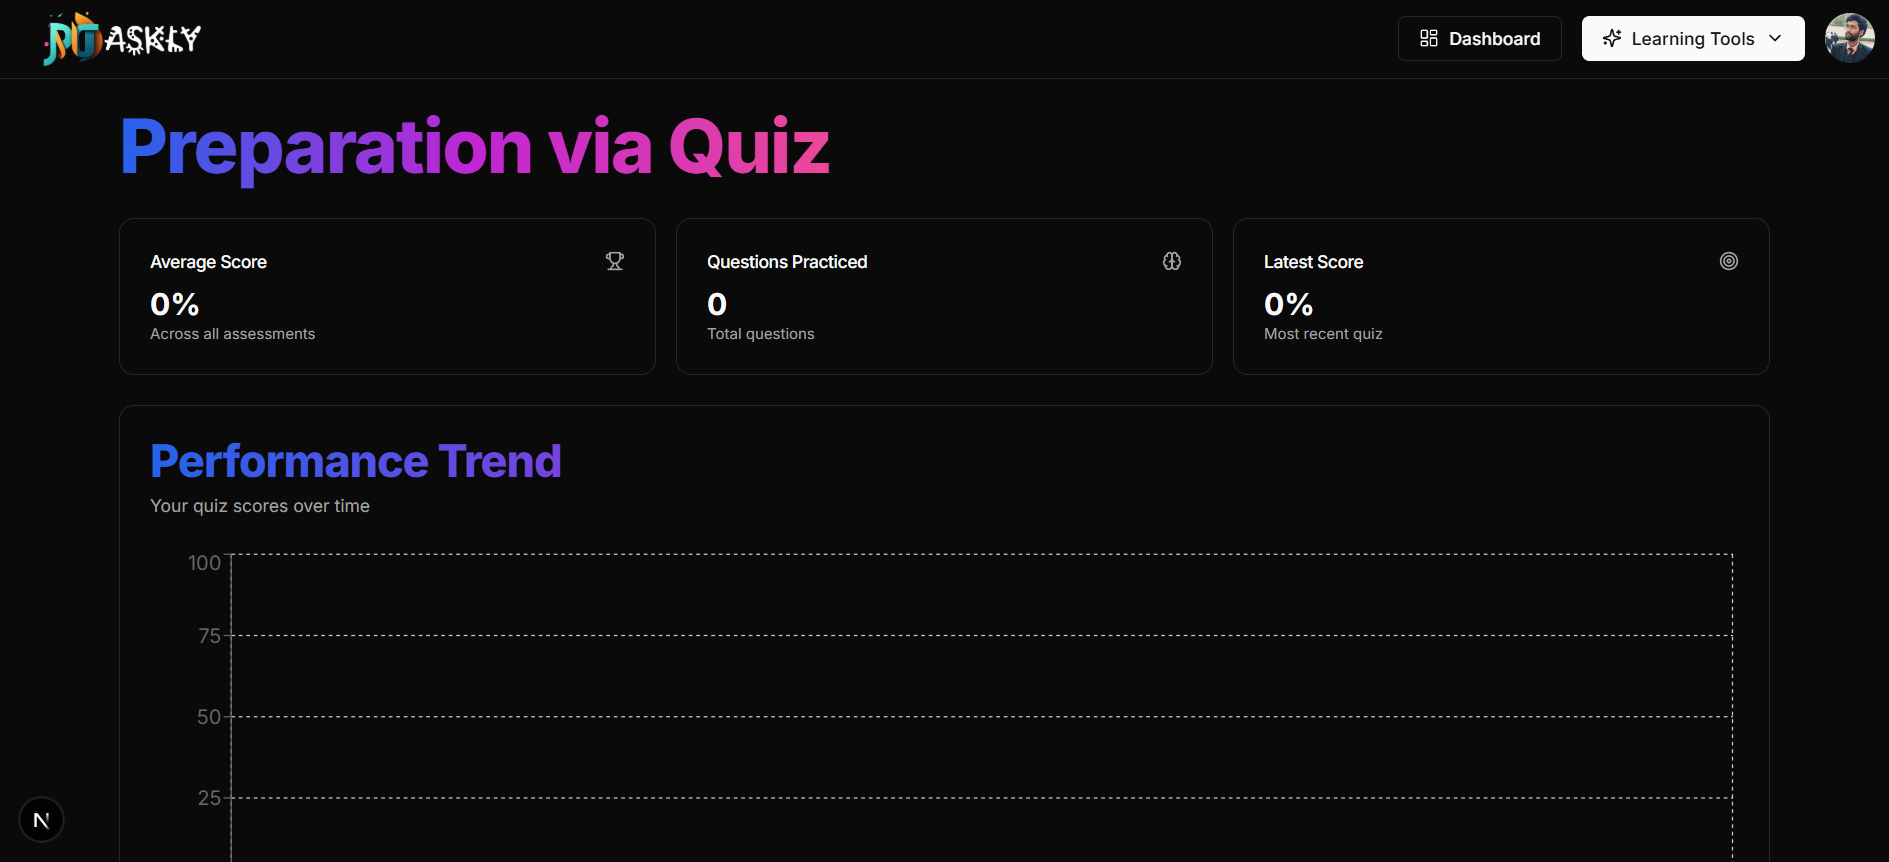 ASKLY
Dashboard
Learning Tools
Preparation via Quiz
Average Score
0%
Across all assessments
Questions Practiced
0
Total questions
Latest Score
0%
Most recent quiz
Performance Trend
Your quiz scores over time
100
75
50
25
N